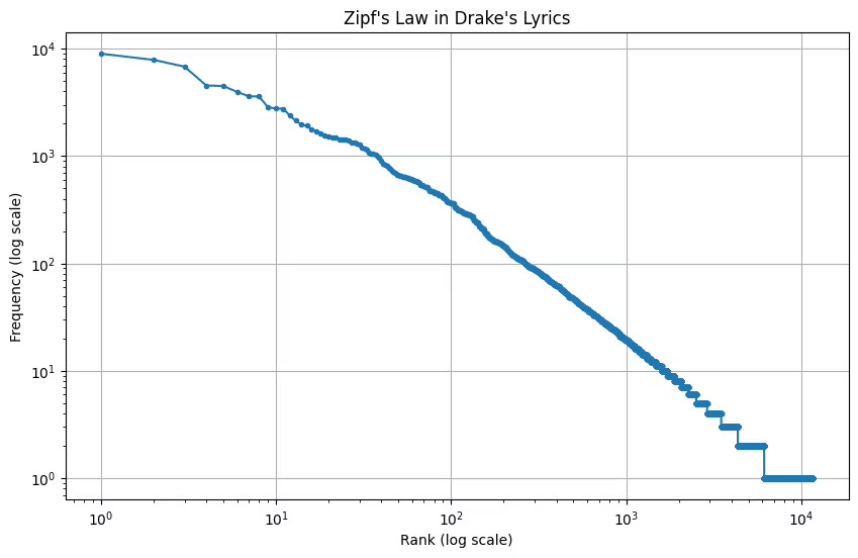 Zipf's Law in Drake's Lyrics
Frequency (log scale)
10⁴
10³
10²
10¹
10⁰
10⁰ 10¹ 10² 10³ 10⁴
Rank (log scale)